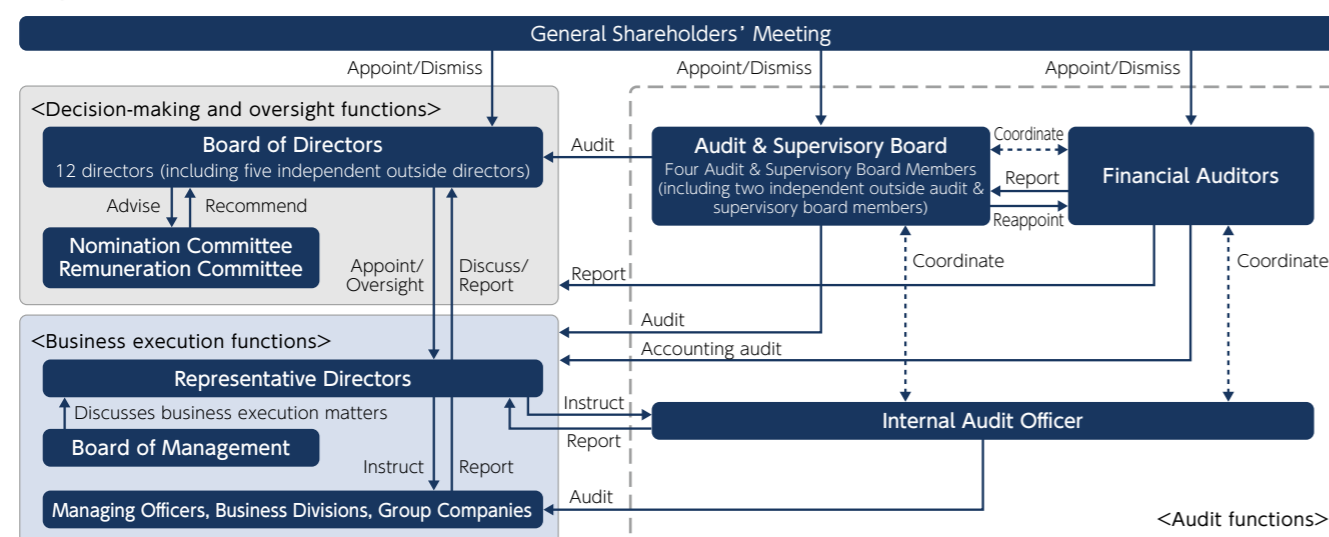 General Shareholders' Meeting
Appoint/Dismiss
Appoint/Dismiss
Appoint/Dismiss
<Decision-making and oversight functions>
Board of Directors
12 directors (including five independent outside directors)
Advise
Recommend
Nomination Committee
Remuneration Committee
Appoint/
Oversight
Discuss/
Report
Audit
Audit & Supervisory Board
Four Audit & Supervisory Board Members
(including two independent outside audit &
supervisory board members)
Coordinate
Report
Reappoint
Financial Auditors
Coordinate
Coordinate
Report
Audit
Accounting audit
<Business execution functions>
Representative Directors
Discusses business execution matters
Board of Management
Instruct
Report
Instruct
Report
Internal Audit Officer
Managing Officers, Business Divisions, Group Companies
Audit
<Audit functions>